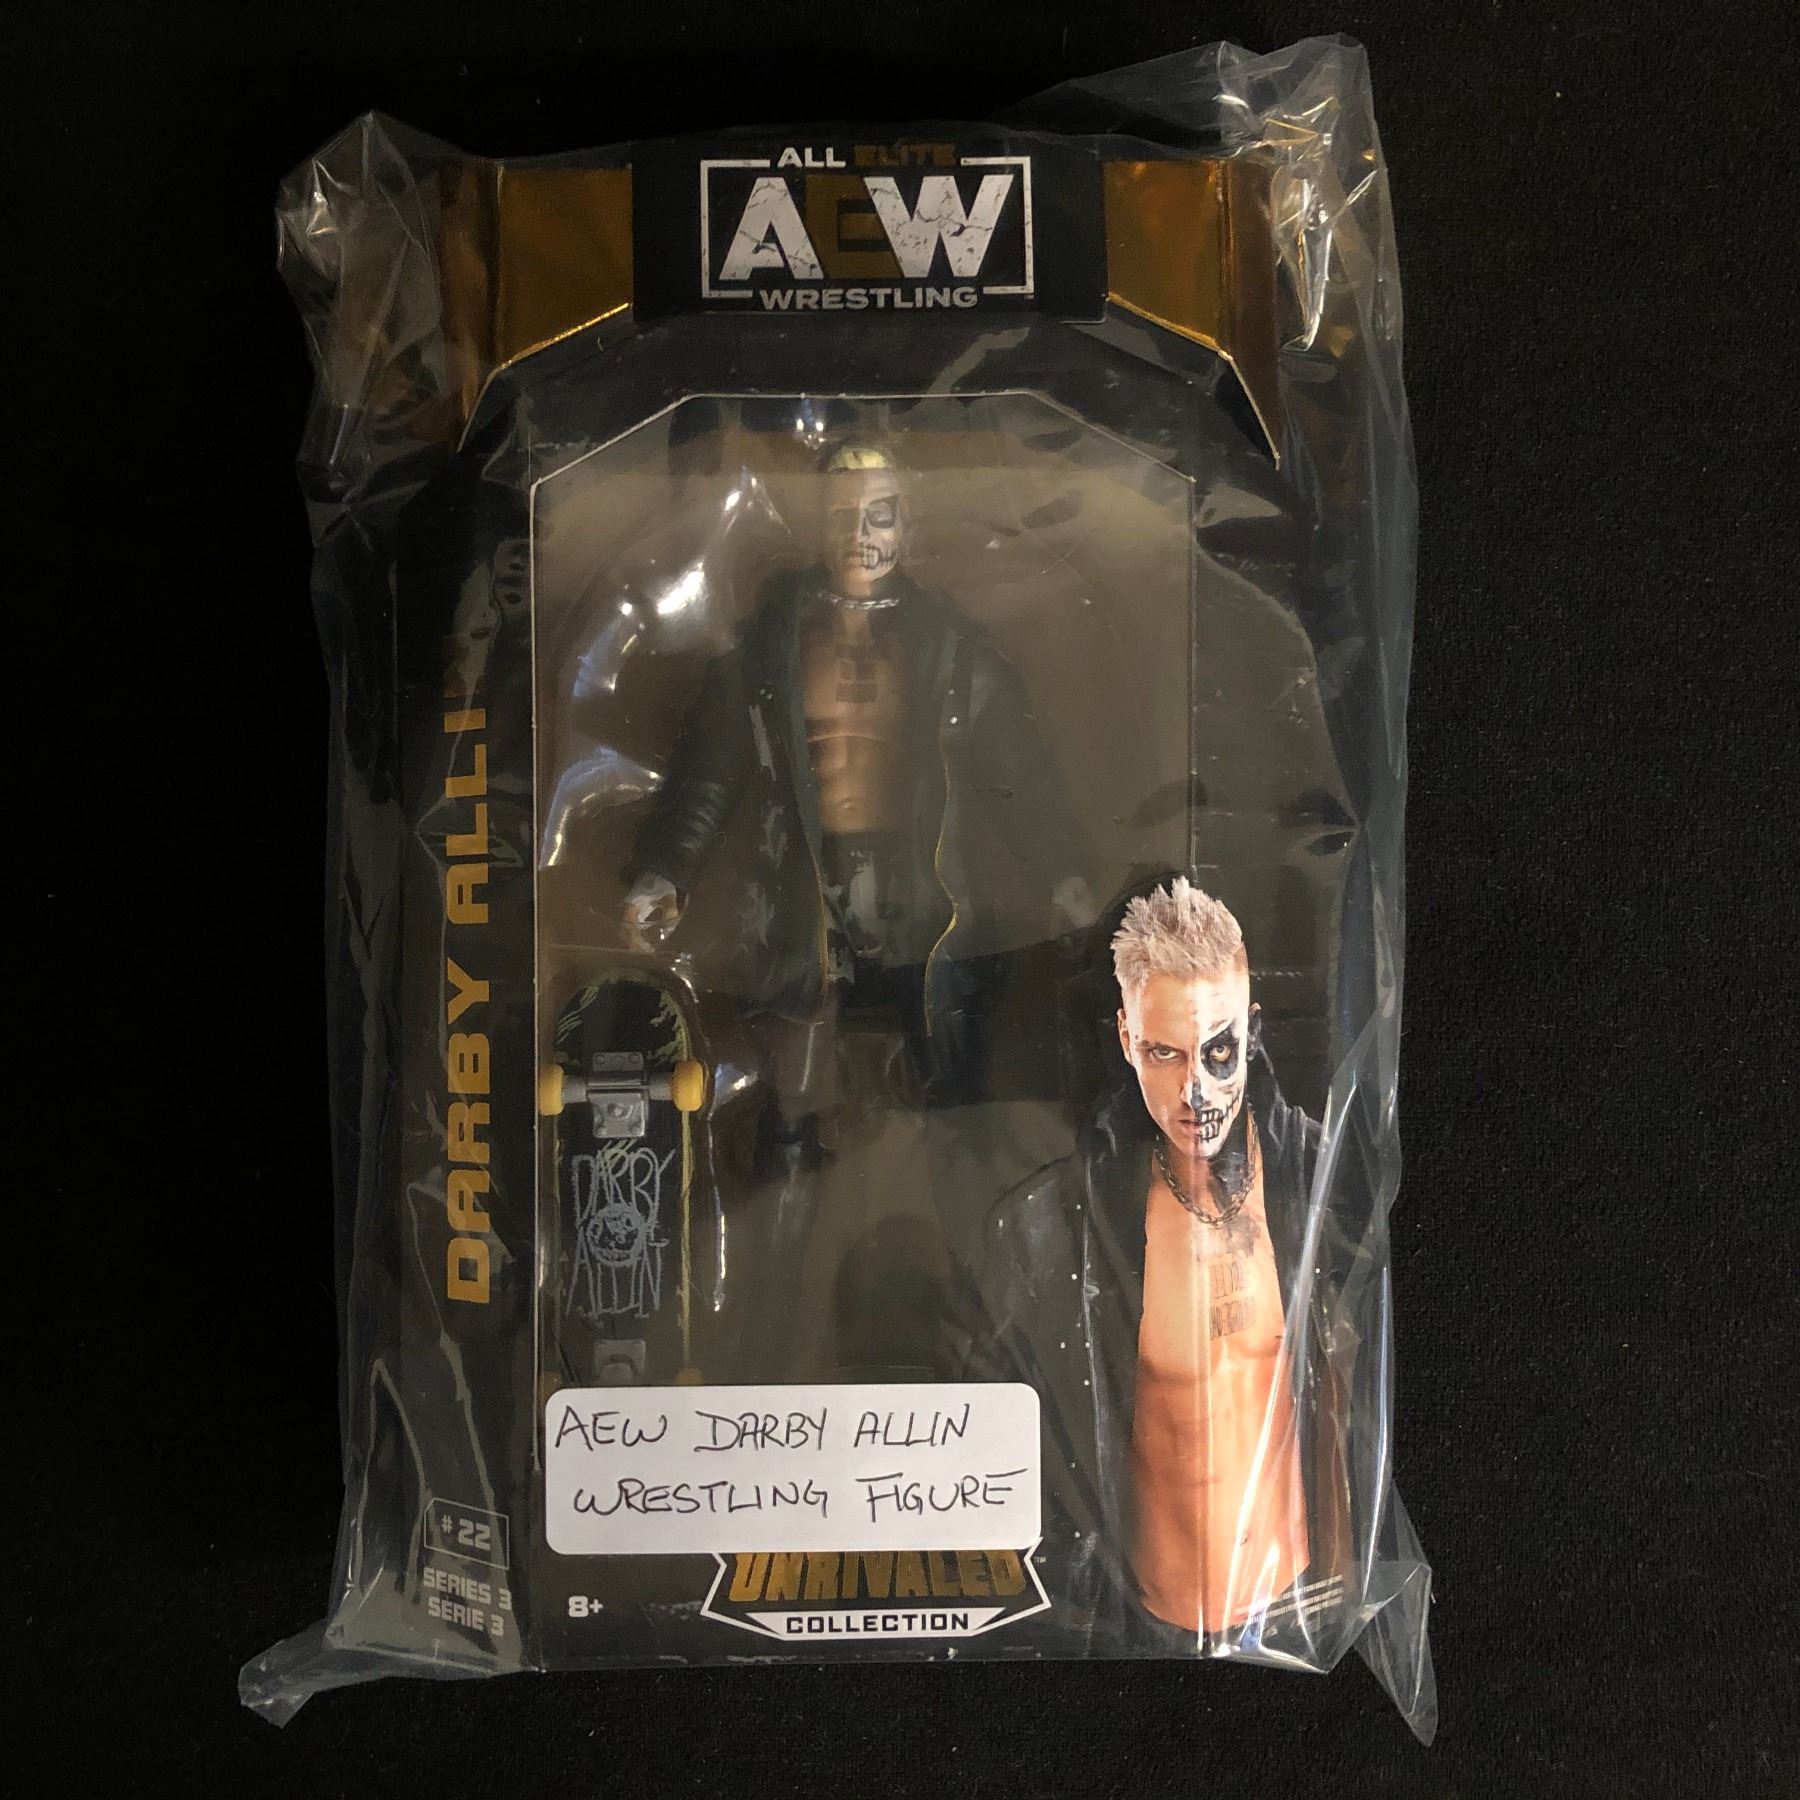 ALL ELITE
AEW
WRESTLING
DARBY ALLI
DARBY
ALLIN
AEW DARBY ALLIN
WRESTLING FIGURE
#22
SERIES 3
SÉRIE 3
8+
UNRIVALED
COLLECTION